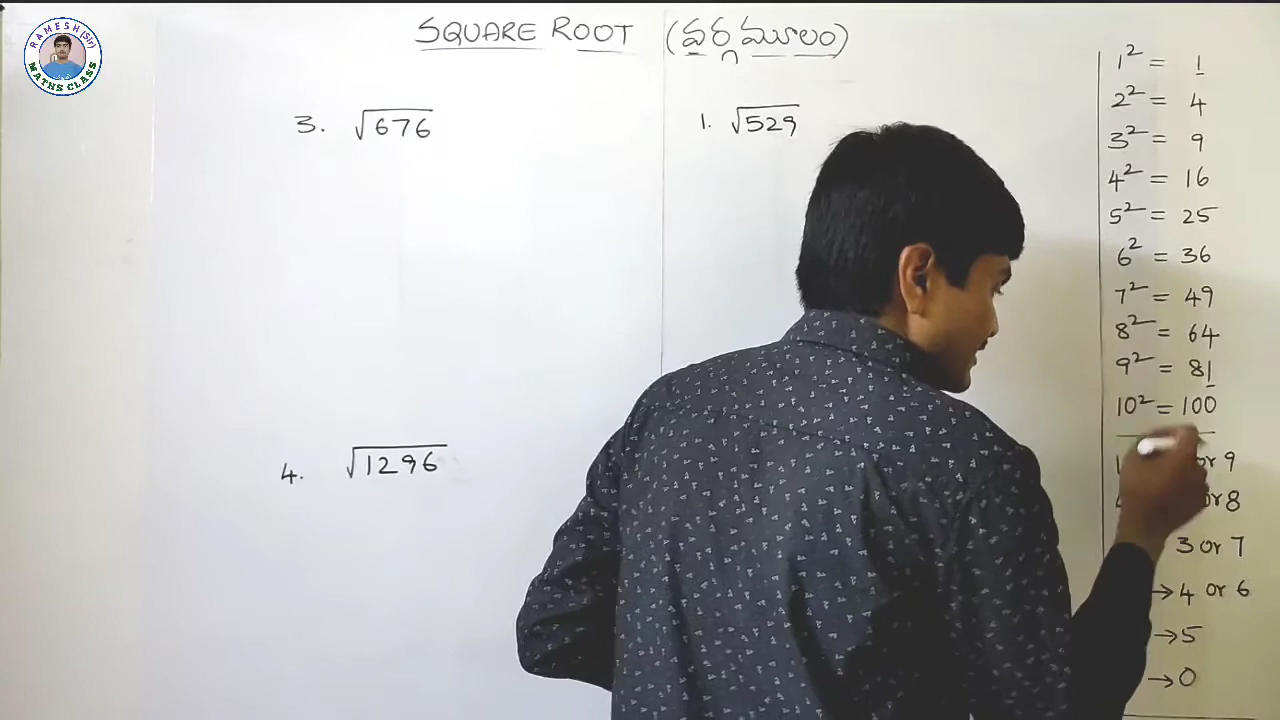 RAMESH (Sir)
MATHS CLASS
SQUARE ROOT (వర్గమూలం)
3. √676
1. √529
4. √1296
1² = 1
2² = 4
3² = 9
4² = 16
5² = 25
6² = 36
7² = 49
8² = 64
9² = 81
10² = 100
or 9
or 8
3 or 7
→ 4 or 6
→ 5
→ 0